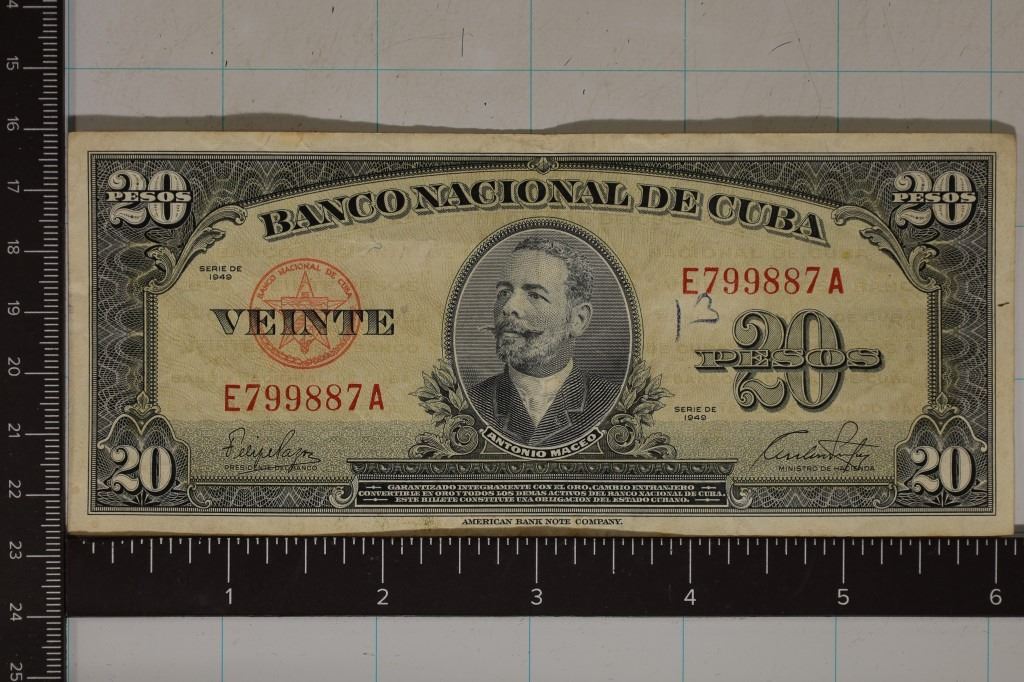 14
15
16
17
18
19
20
21
22
23
24
25
20 PESOS
20 PESOS
BANCO NACIONAL DE CUBA
SERIE DE
1949
BANCO NACIONAL DE CUBA
VEINTE
E799887A
E799887A
13
20 PESOS
SERIE DE
1949
ANTONIO MACEO
PRESIDENTE DEL BANCO
MINISTRO DE HACIENDA
20
20
GARANTIZADO INTEGRAMENTE CON EL ORO, CAMBIO EXTRANJERO
CONVERTIBLE EN ORO Y TODOS LOS DEMAS ACTIVOS DEL BANCO NACIONAL DE CUBA.
ESTE BILLETE CONSTITUYE UNA OBLIGACION DEL ESTADO CUBANO.
AMERICAN BANK NOTE COMPANY.
1 2 3 4 5 6